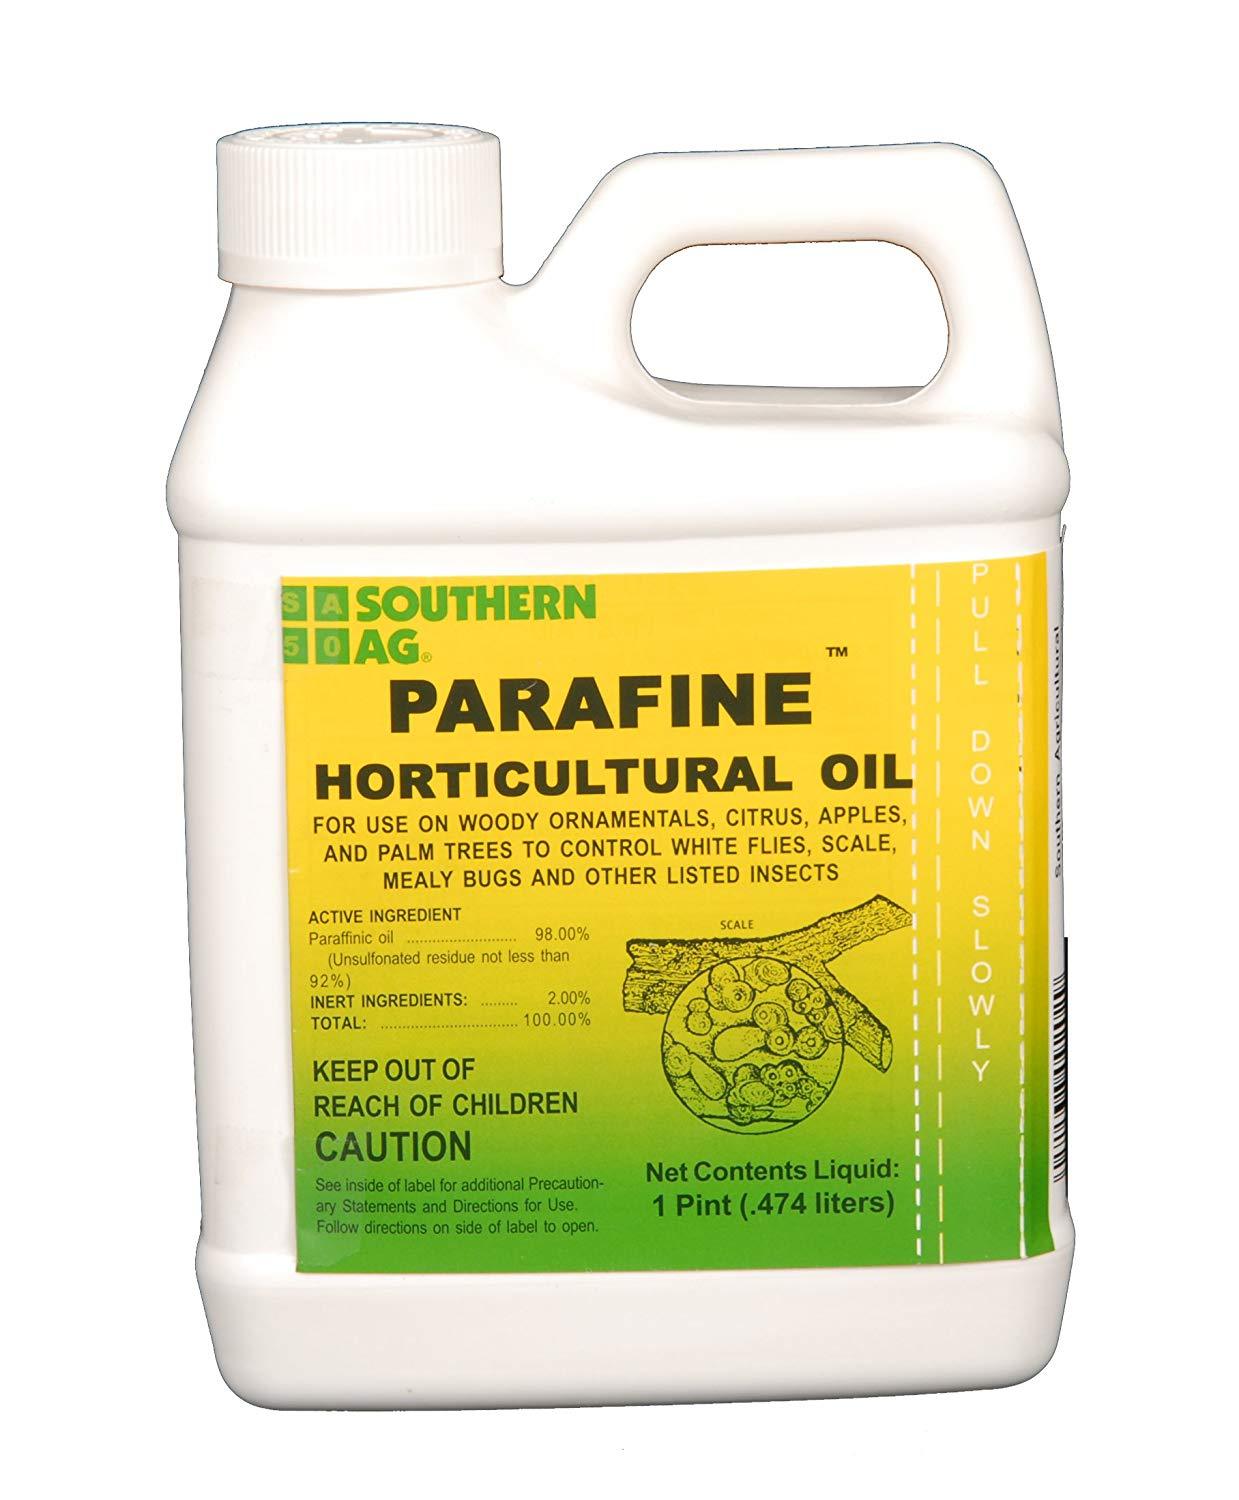 SA SOUTHERN
50 AG®
PARAFINE™
HORTICULTURAL OIL
FOR USE ON WOODY ORNAMENTALS, CITRUS, APPLES,
AND PALM TREES TO CONTROL WHITE FLIES, SCALE,
MEALY BUGS AND OTHER LISTED INSECTS
ACTIVE INGREDIENT
Paraffinic oil .......................... 98.00%
(Unsulfonated residue not less than
92%)
INERT INGREDIENTS: ......... 2.00%
TOTAL: ................................. 100.00%
SCALE
KEEP OUT OF
REACH OF CHILDREN
CAUTION
See inside of label for additional Precaution-
ary Statements and Directions for Use.
Follow directions on side of label to open.
Net Contents Liquid:
1 Pint (.474 liters)
PULL DOWN SLOWLY
Southern Agricultural